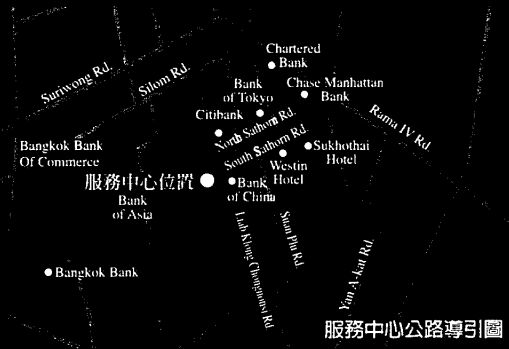 Chartered
Bank
Suriwong Rd.
Silom Rd.
Bank
of Tokyo
Chase Manhattan
Bank
Citibank
North Sathorn Rd.
Rama IV Rd.
Bangkok Bank
Of Commerce
South Sathorn Rd.
Sukhothai
Hotel
Westin
Hotel
服務中心位置
Bank
of China
Bank
of Asia
Suan Plu Rd.
Yan A-kat Rd.
Bangkok Bank
服務中心公路導引圖